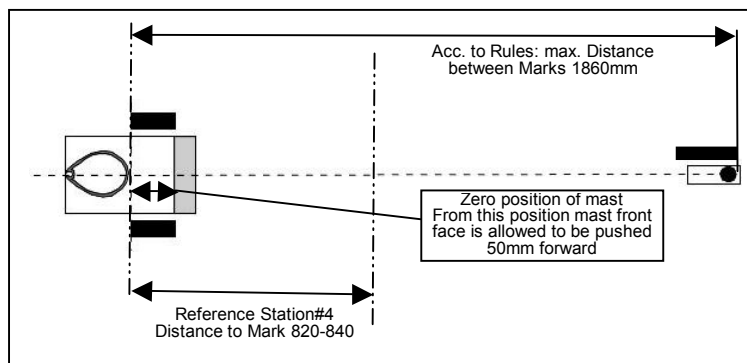 Acc. to Rules: max. Distance
between Marks 1860mm
Zero position of mast
From this position mast front
face is allowed to be pushed
50mm forward
Reference Station#4
Distance to Mark 820-840